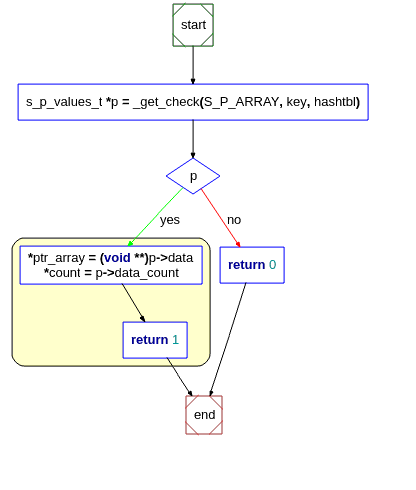 start
s_p_values_t *p = _get_check(S_P_ARRAY, key, hashtbl)
p
yes
no
*ptr_array = (void **)p->data
*count = p->data_count
return 0
return 1
end